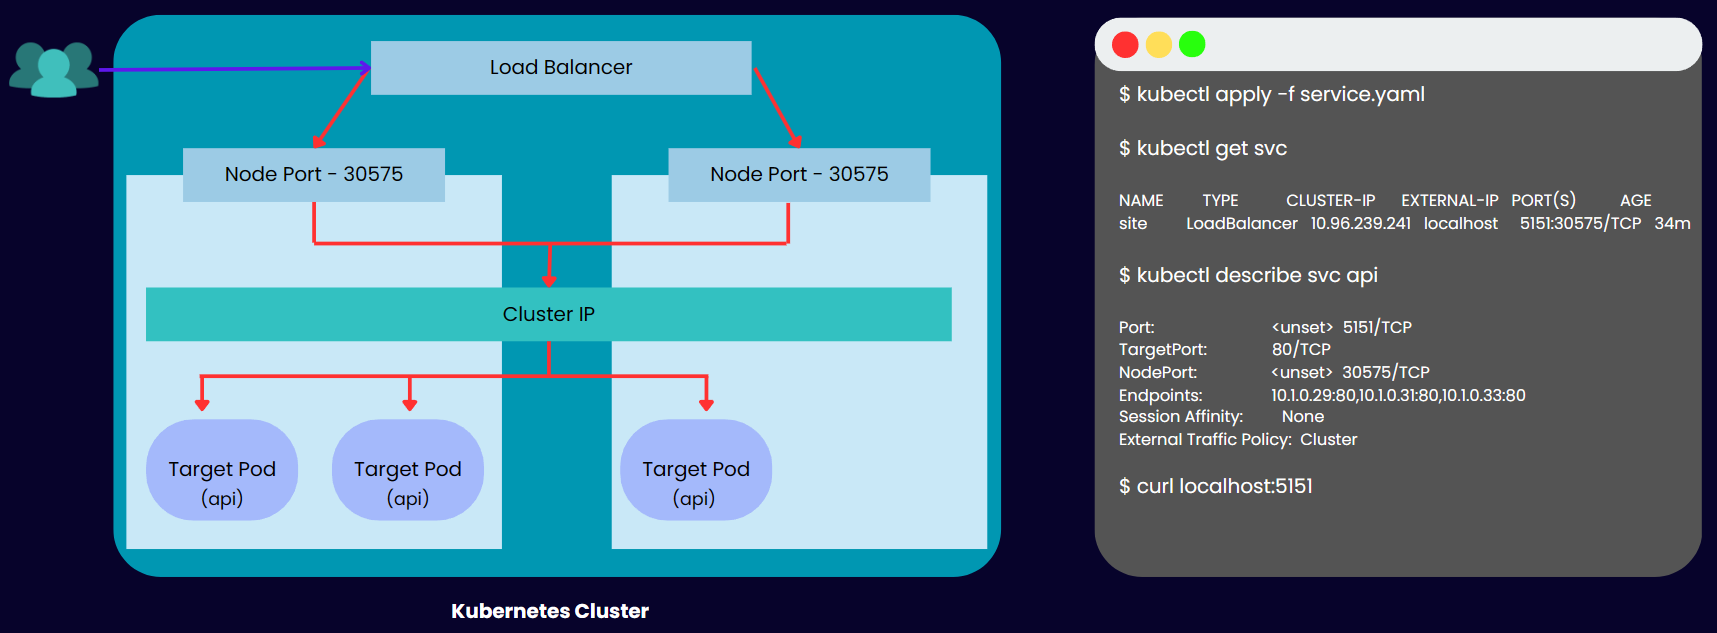 Load Balancer
Node Port - 30575
Node Port - 30575
Cluster IP
Target Pod
(api)
Target Pod
(api)
Target Pod
(api)
Kubernetes Cluster
$ kubectl apply -f service.yaml
$ kubectl get svc
NAME TYPE CLUSTER-IP EXTERNAL-IP PORT(S) AGE
site LoadBalancer 10.96.239.241 localhost 5151:30575/TCP 34m
$ kubectl describe svc api
Port: <unset> 5151/TCP
TargetPort: 80/TCP
NodePort: <unset> 30575/TCP
Endpoints: 10.1.0.29:80,10.1.0.31:80,10.1.0.33:80
Session Affinity: None
External Traffic Policy: Cluster
$ curl localhost:5151